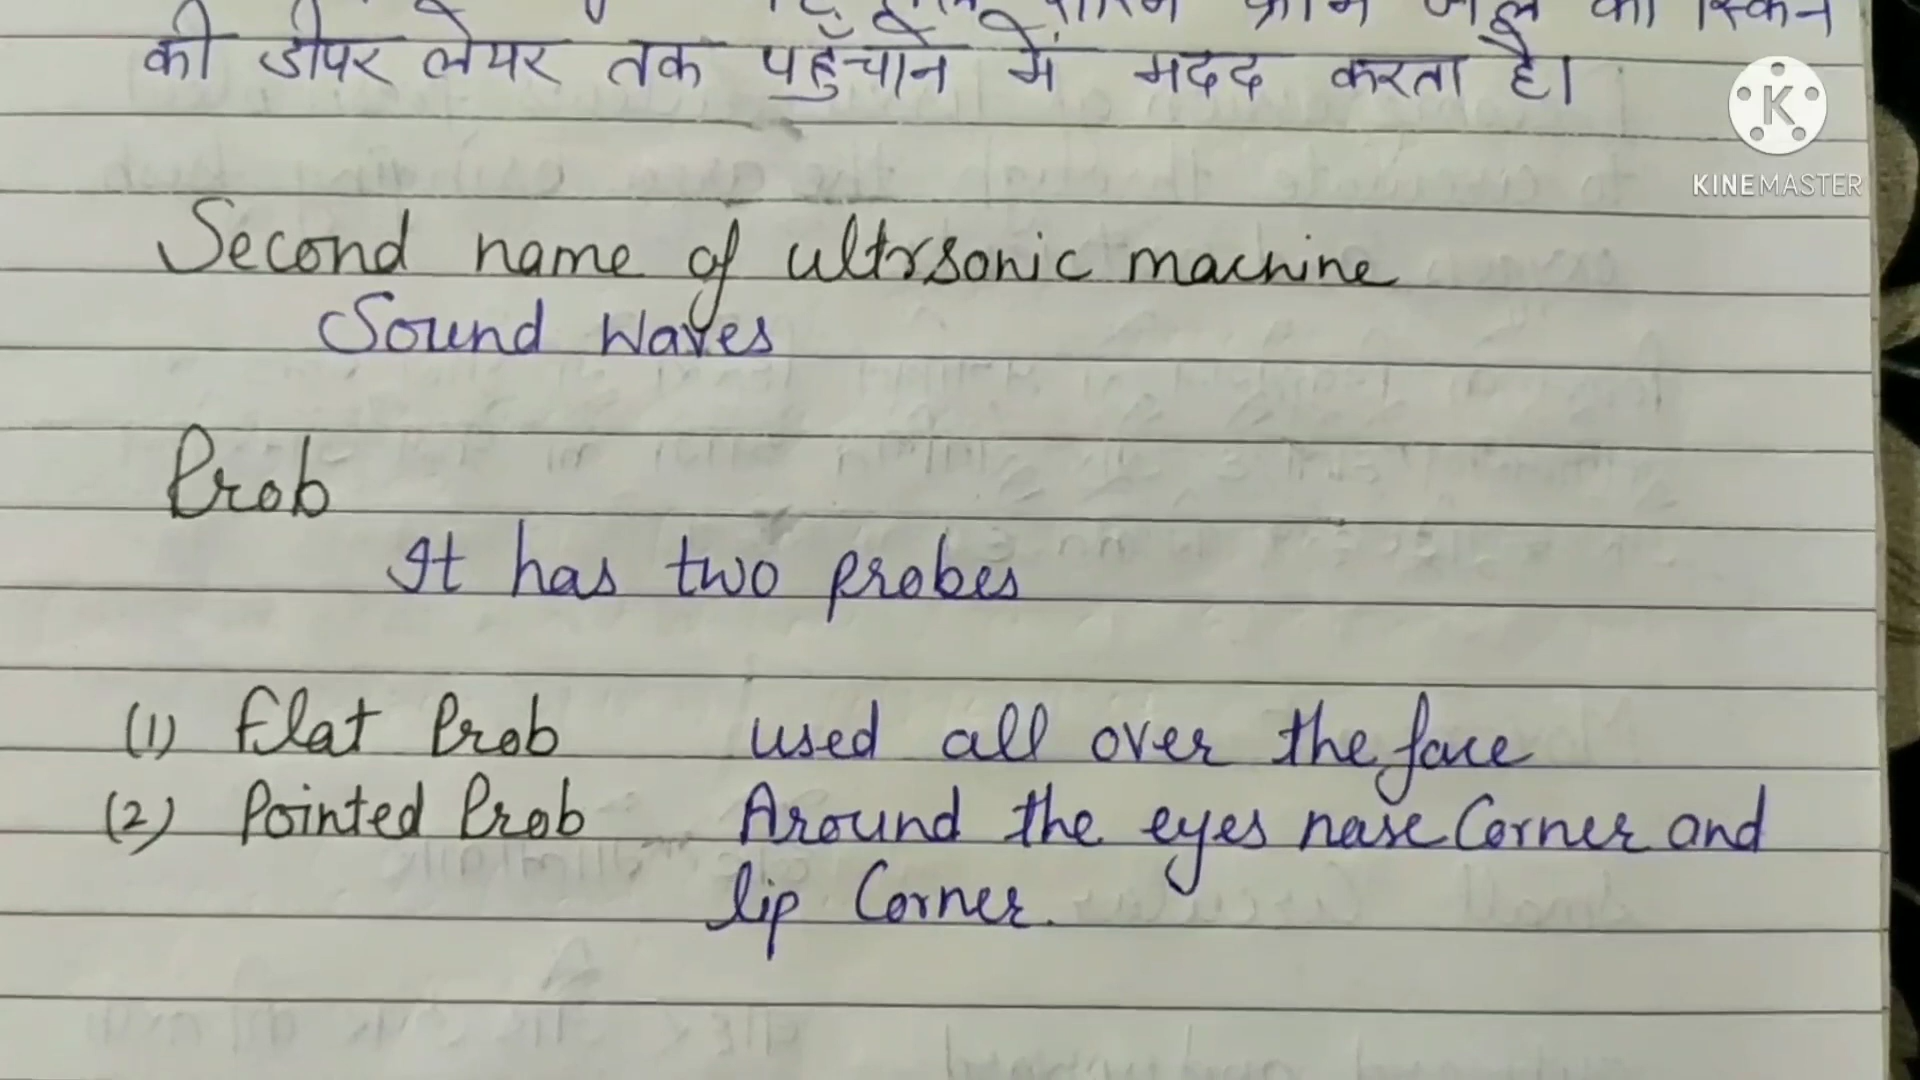 की डीपर लेयर तक पहुँचाने में मदद करता है।
Second name of ultrsonic machine
Sound Waves
Prob
It has two probes
(1) Flat Prob used all over the face
(2) Pointed Prob Around the eyes nase Corner and
lip Corner.
K
KINEMASTER